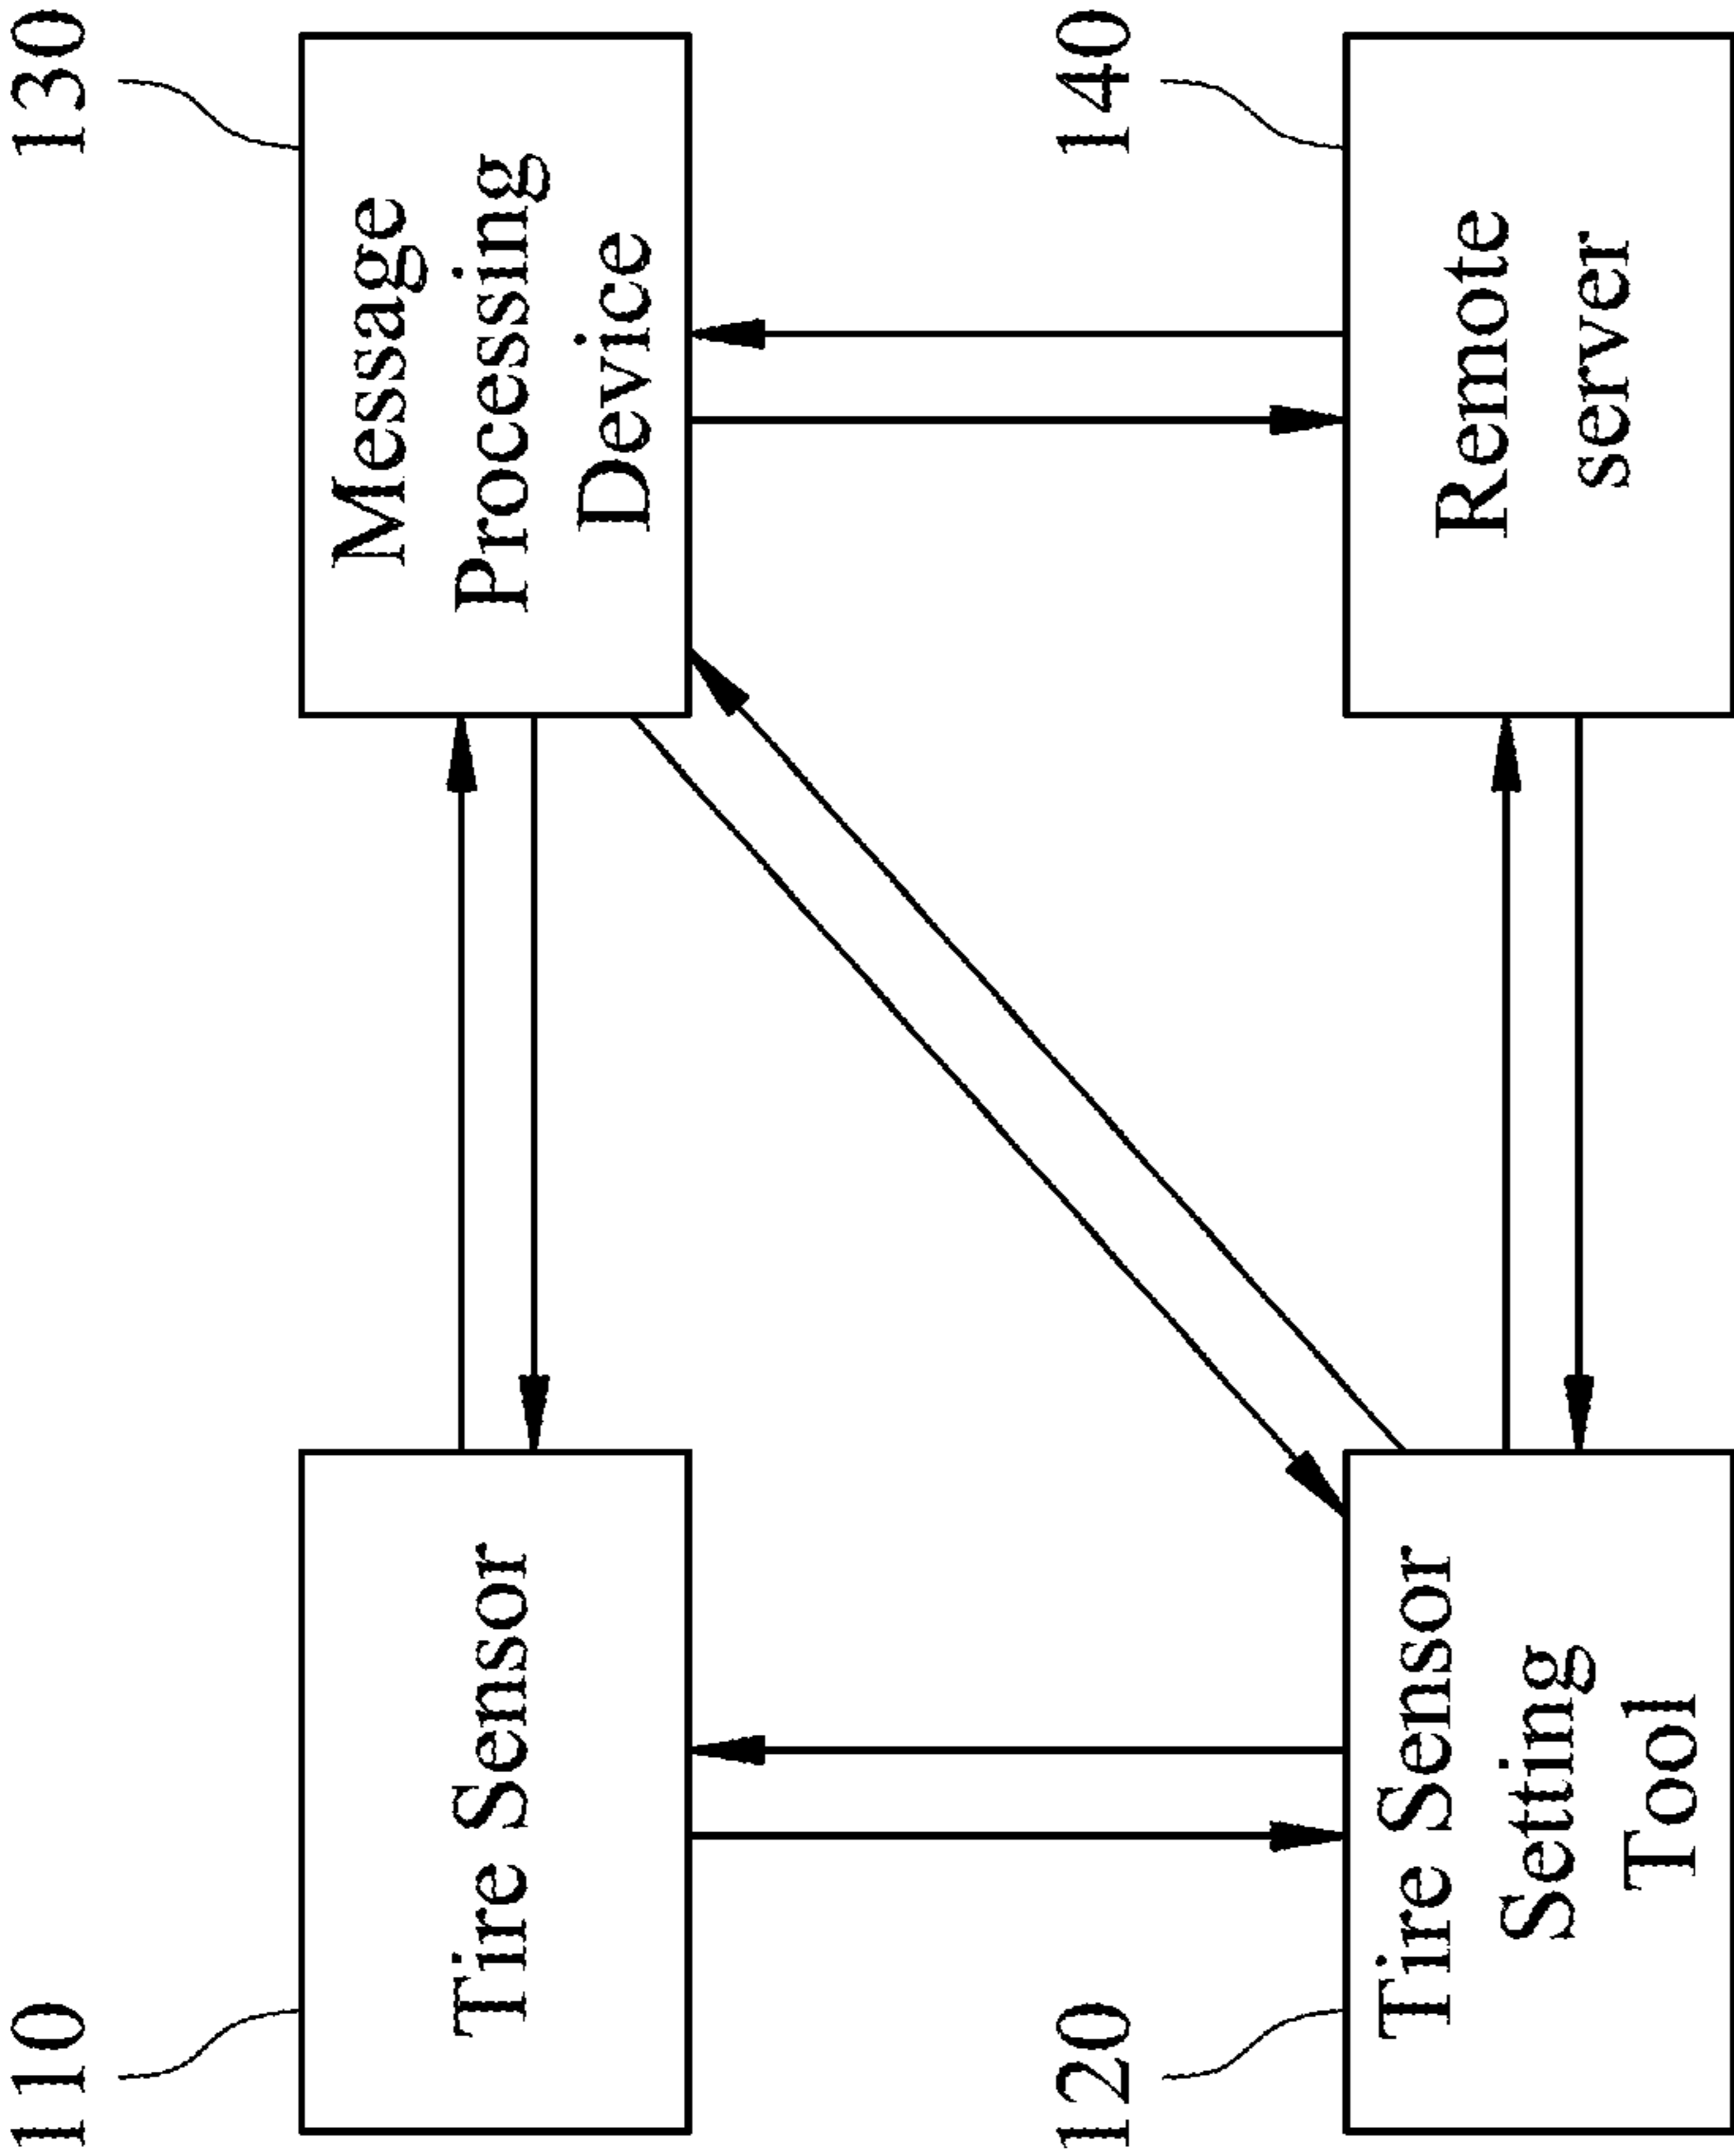 110
Tire Sensor
130
Message
Processing
Device
120
Tire Sensor
Setting
Tool
140
Remote
server